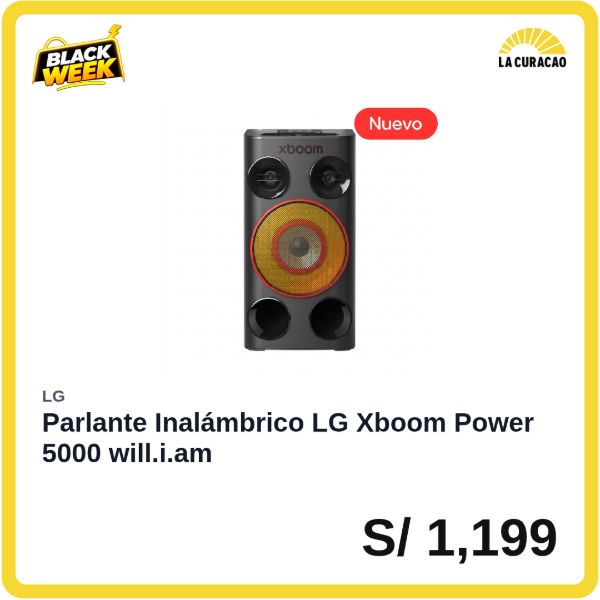 BLACK
WEEK
LA CURACAO
Nuevo
xboom
LG
Parlante Inalámbrico LG Xboom Power
5000 will.i.am
S/ 1,199